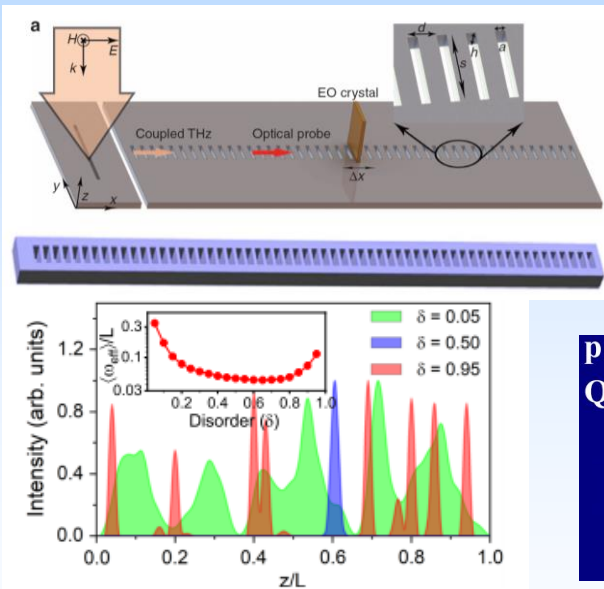 a
H
E
k
d
s
h
a
EO crystal
Coupled THz
Optical probe
Δx
y
z
x
Intensity (arb. units)
1.2
0.8
0.4
0.0
0.0 0.2 0.4 0.6 0.8 1.0
z/L
⟨ω_eff⟩/L
0.3
0.1
0.03
0.2 0.4 0.6 0.8 1.0
Disorder (δ)
δ = 0.05
δ = 0.50
δ = 0.95
p
Q